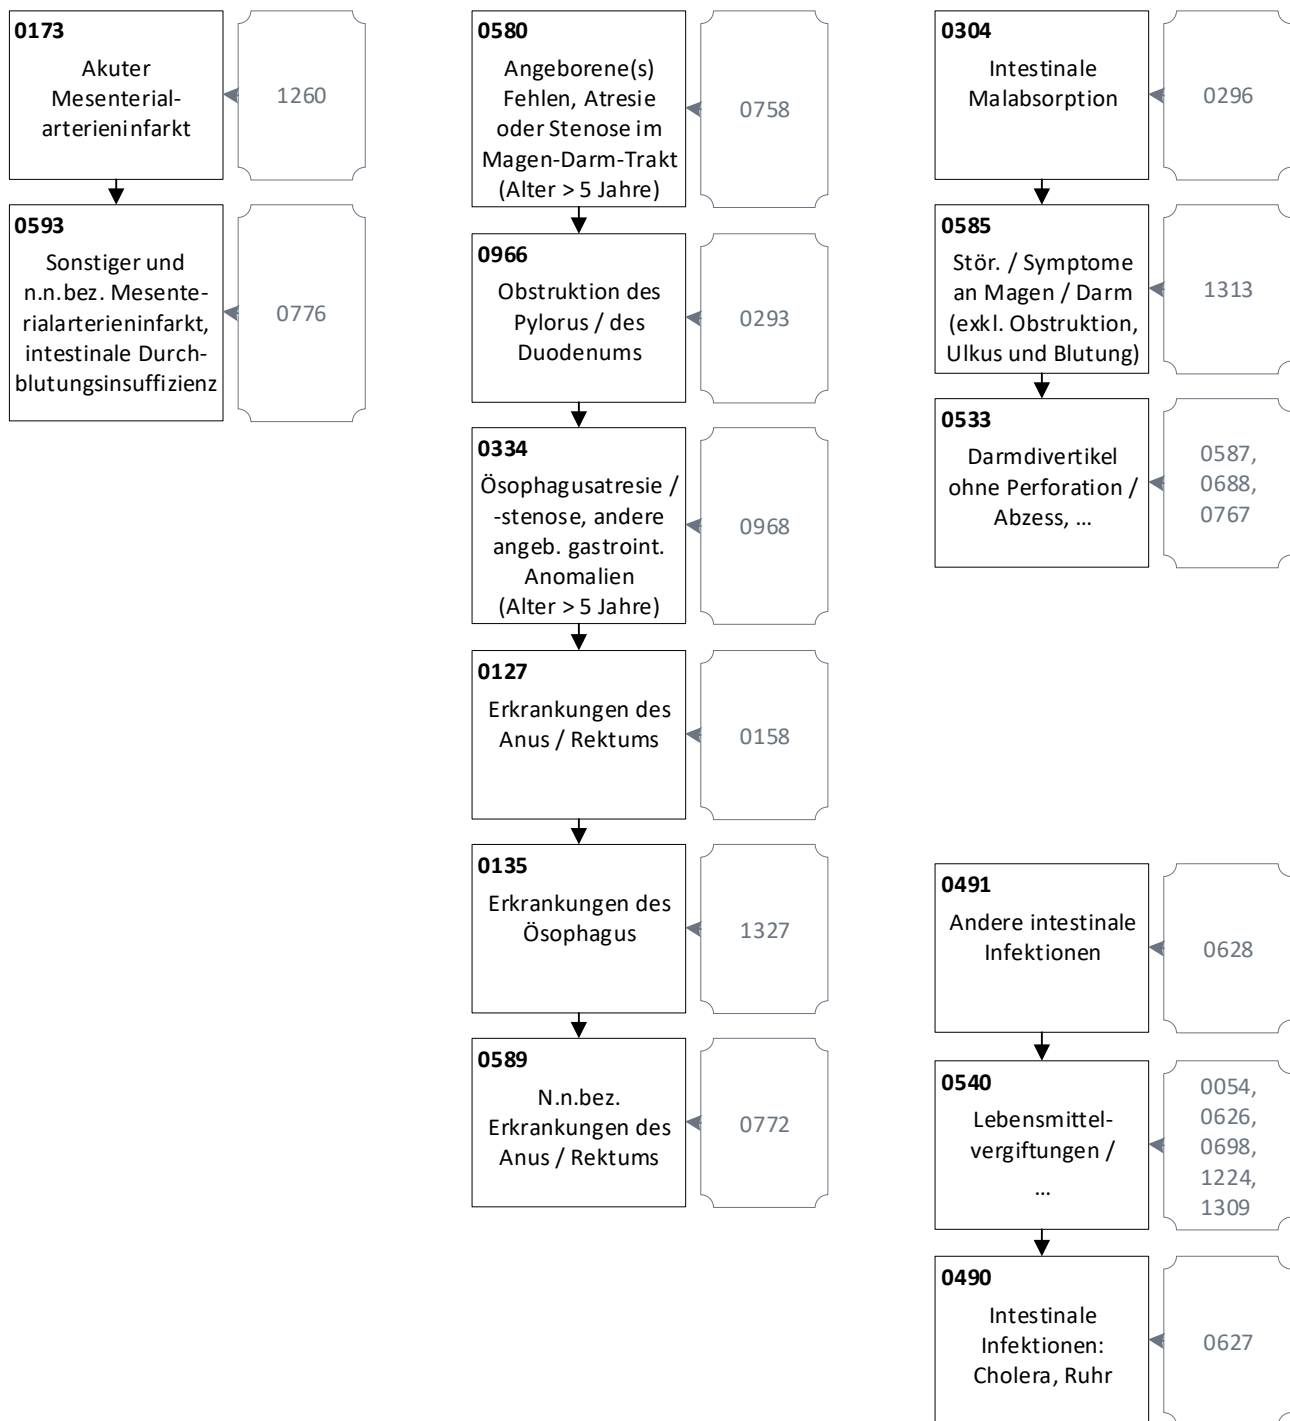 0173
Akuter
Mesenterial-
arterieninfarkt
1260
0593
Sonstiger und
n.n.bez. Mesente-
rialarterieninfarkt,
intestinale Durch-
blutungsinsuffizienz
0776
0580
Angeborene(s)
Fehlen, Atresie
oder Stenose im
Magen-Darm-Trakt
(Alter > 5 Jahre)
0758
0966
Obstruktion des
Pylorus / des
Duodenums
0293
0334
Ösophagusatresie /
-stenose, andere
angeb. gastroint.
Anomalien
(Alter > 5 Jahre)
0968
0127
Erkrankungen des
Anus / Rektums
0158
0135
Erkrankungen des
Ösophagus
1327
0589
N.n.bez.
Erkrankungen des
Anus / Rektums
0772
0304
Intestinale
Malabsorption
0296
0585
Stör. / Symptome
an Magen / Darm
(exkl. Obstruktion,
Ulkus und Blutung)
1313
0533
Darmdivertikel
ohne Perforation /
Abzess, ...
0587,
0688,
0767
0491
Andere intestinale
Infektionen
0628
0540
Lebensmittel-
vergiftungen /
...
0054,
0626,
0698,
1224,
1309
0490
Intestinale
Infektionen:
Cholera, Ruhr
0627